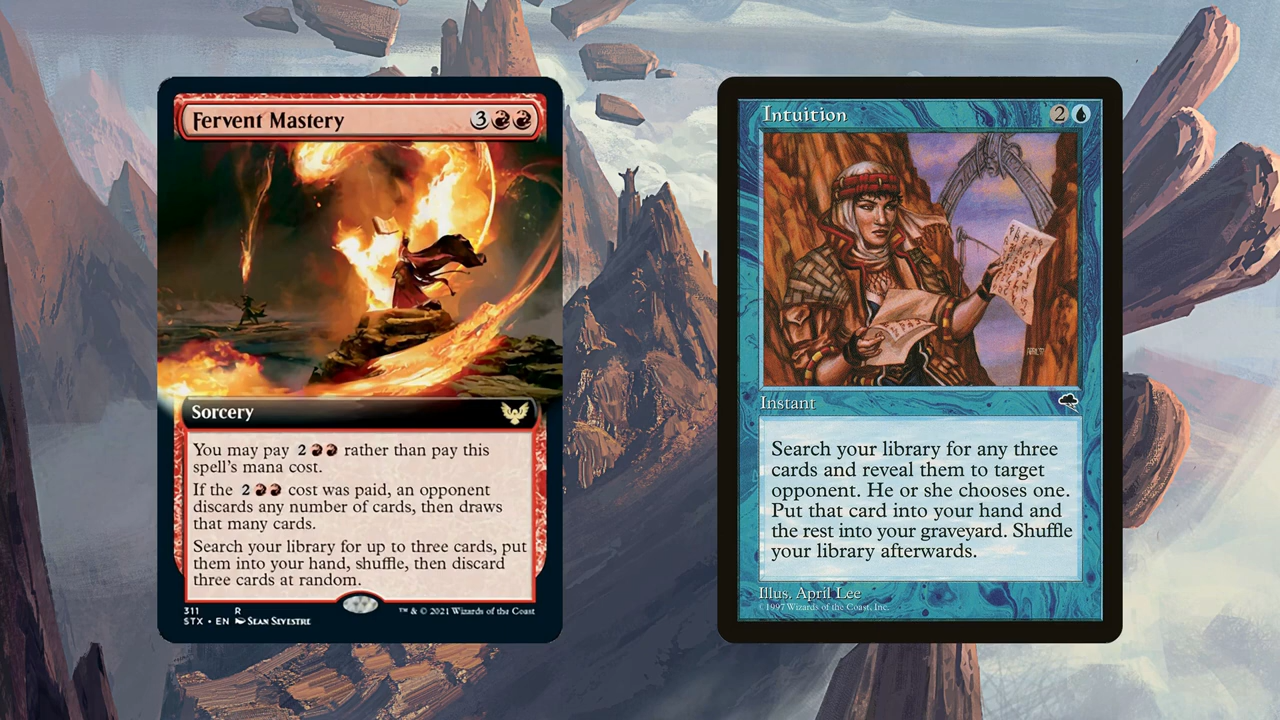 Fervent Mastery 3
Sorcery
You may pay 2 rather than pay this
spell's mana cost.
If the 2 cost was paid, an opponent
discards any number of cards, then draws
that many cards.
Search your library for up to three cards, put
them into your hand, shuffle, then discard
three cards at random.
311 R
STX • EN Sean Sevestre
™ & © 2021 Wizards of the Coast
Intuition 2
Instant
Search your library for any three
cards and reveal them to target
opponent. He or she chooses one.
Put that card into your hand and
the rest into your graveyard. Shuffle
your library afterwards.
Illus. April Lee
©1997 Wizards of the Coast, Inc.